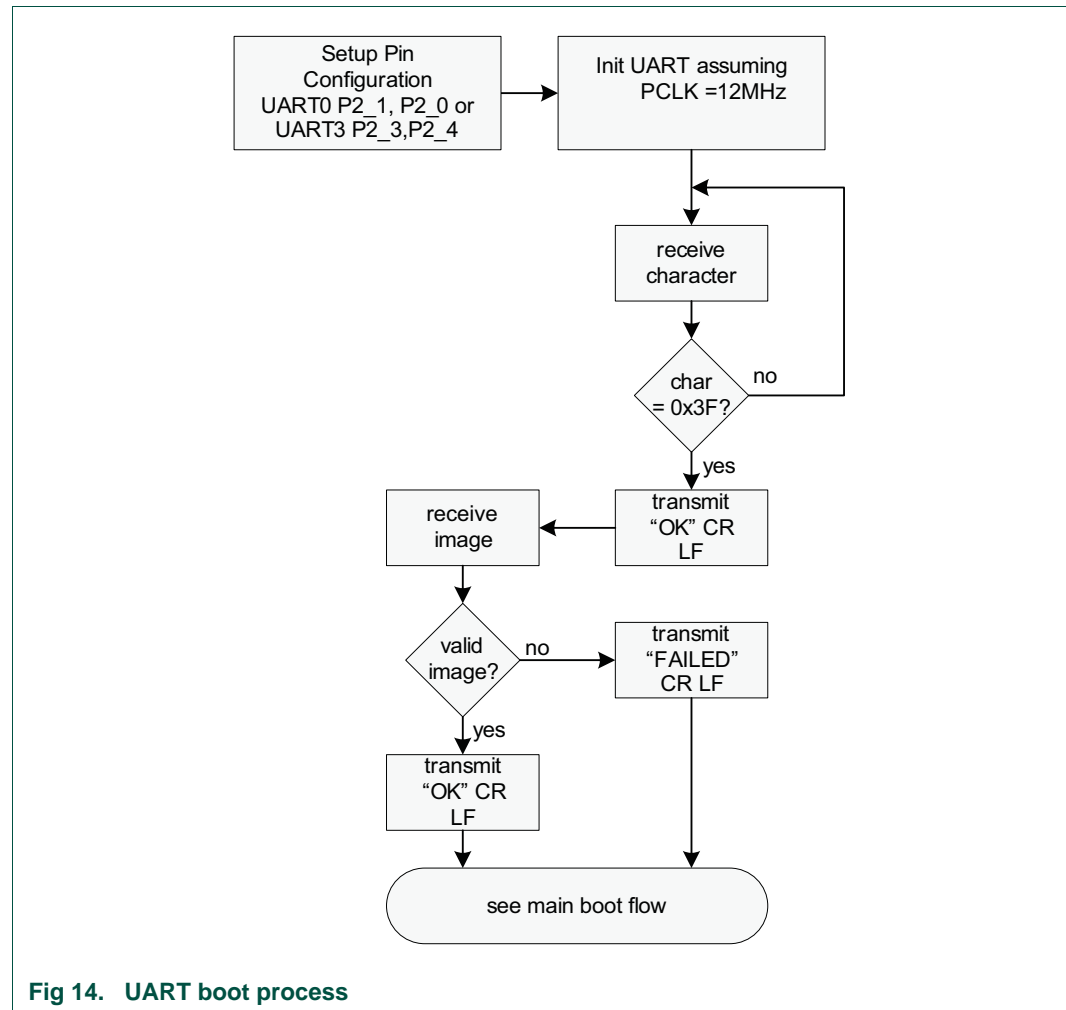 Setup Pin
Configuration
UART0 P2_1, P2_0 or
UART3 P2_3,P2_4
Init UART assuming
PCLK =12MHz
receive
character
char
= 0x3F?
no
yes
transmit
“OK” CR
LF
receive
image
valid
image?
no
transmit
“FAILED”
CR LF
yes
transmit
“OK” CR
LF
see main boot flow
Fig 14. UART boot process